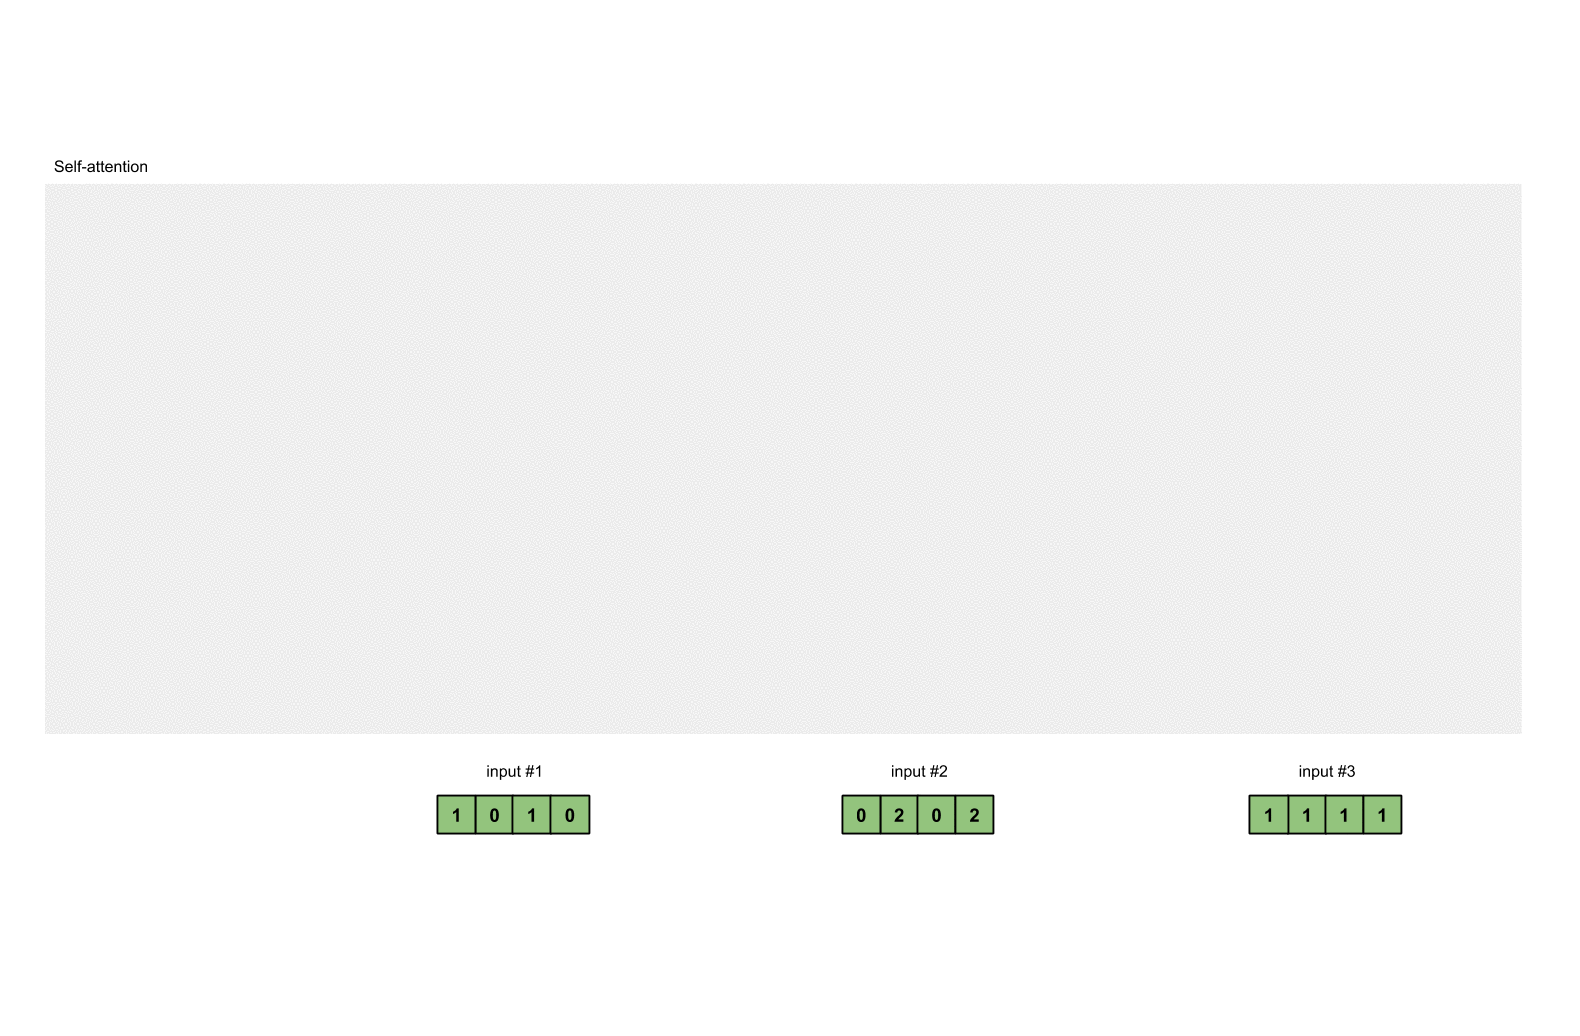 Self-attention
input #1 input #2 input #3
1 0 1 0 0 2 0 2 1 1 1 1